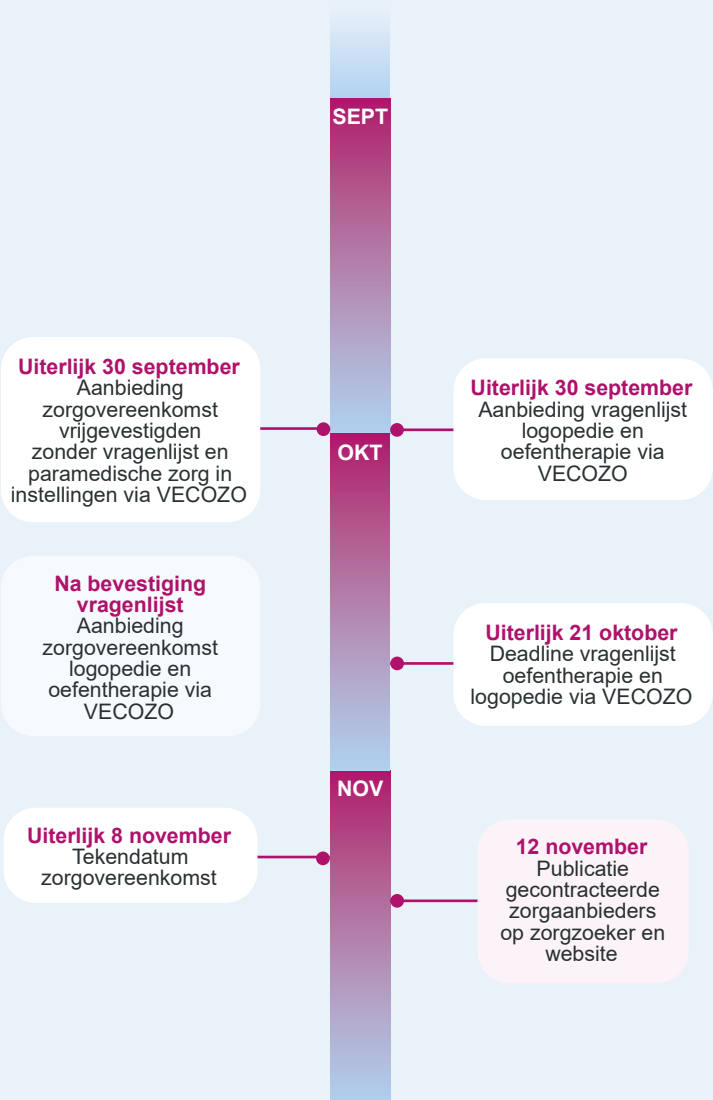 SEPT
Uiterlijk 30 september
Aanbieding
zorgovereenkomst
vrijgevestigden
zonder vragenlijst en
paramedische zorg in
instellingen via VECOZO
Uiterlijk 30 september
Aanbieding vragenlijst
logopedie en
oefentherapie via
VECOZO
OKT
Na bevestiging
vragenlijst
Aanbieding
zorgovereenkomst
logopedie en
oefentherapie via
VECOZO
Uiterlijk 21 oktober
Deadline vragenlijst
oefentherapie en
logopedie via VECOZO
NOV
Uiterlijk 8 november
Tekendatum
zorgovereenkomst
12 november
Publicatie
gecontracteerde
zorgaanbieders
op zorgzoeker en
website